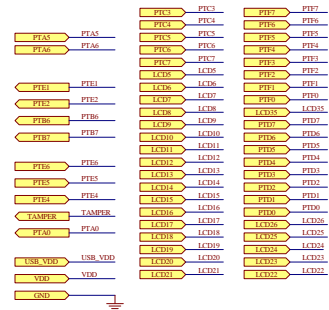 PTA5 PTA5
PTA6 PTA6
PTE1 PTE1
PTE2 PTE2
PTB6 PTB6
PTB7 PTB7
PTE6 PTE6
PTE5 PTE5
PTE4 PTE4
TAMPER TAMPER
PTA0 PTA0
USB_VDD USB_VDD
VDD VDD
GND
PTC3 PTC3
PTC4 PTC4
PTC5 PTC5
PTC6 PTC6
PTC7 PTC7
LCD5 LCD5
LCD6 LCD6
LCD7 LCD7
LCD8 LCD8
LCD9 LCD9
LCD10 LCD10
LCD11 LCD11
LCD12 LCD12
LCD13 LCD13
LCD14 LCD14
LCD15 LCD15
LCD16 LCD16
LCD17 LCD17
LCD18 LCD18
LCD19 LCD19
LCD20 LCD20
LCD21 LCD21
PTF7 PTF7
PTF6 PTF6
PTF5 PTF5
PTF4 PTF4
PTF3 PTF3
PTF2 PTF2
PTF1 PTF1
PTF0 PTF0
LCD35 LCD35
PTD7 PTD7
PTD6 PTD6
PTD5 PTD5
PTD4 PTD4
PTD3 PTD3
PTD2 PTD2
PTD1 PTD1
PTD0 PTD0
LCD26 LCD26
LCD25 LCD25
LCD24 LCD24
LCD23 LCD23
LCD22 LCD22